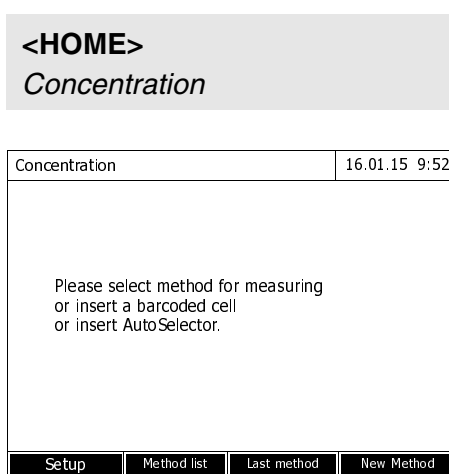 <HOME>
Concentration
Concentration 16.01.15 9:52
Please select method for measuring
or insert a barcoded cell
or insert AutoSelector.
Setup Method list Last method New Method